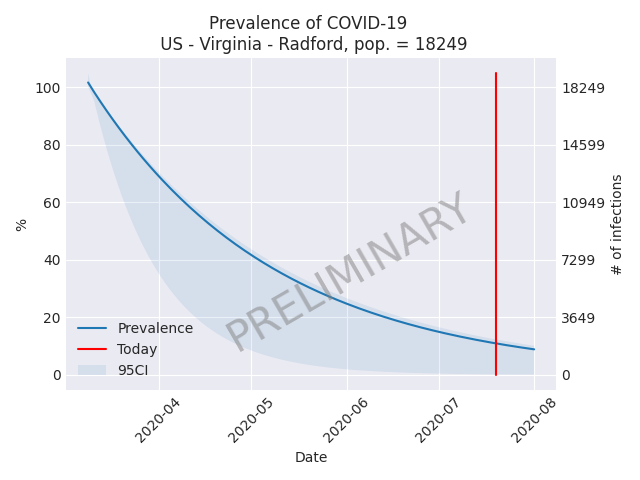 Prevalence of COVID-19
US - Virginia - Radford, pop. = 18249
100
80
60
40
20
0
%
18249
14599
10949
7299
3649
0
# of infections
PRELIMINARY
Prevalence
Today
95CI
2020-04
2020-05
2020-06
2020-07
2020-08
Date